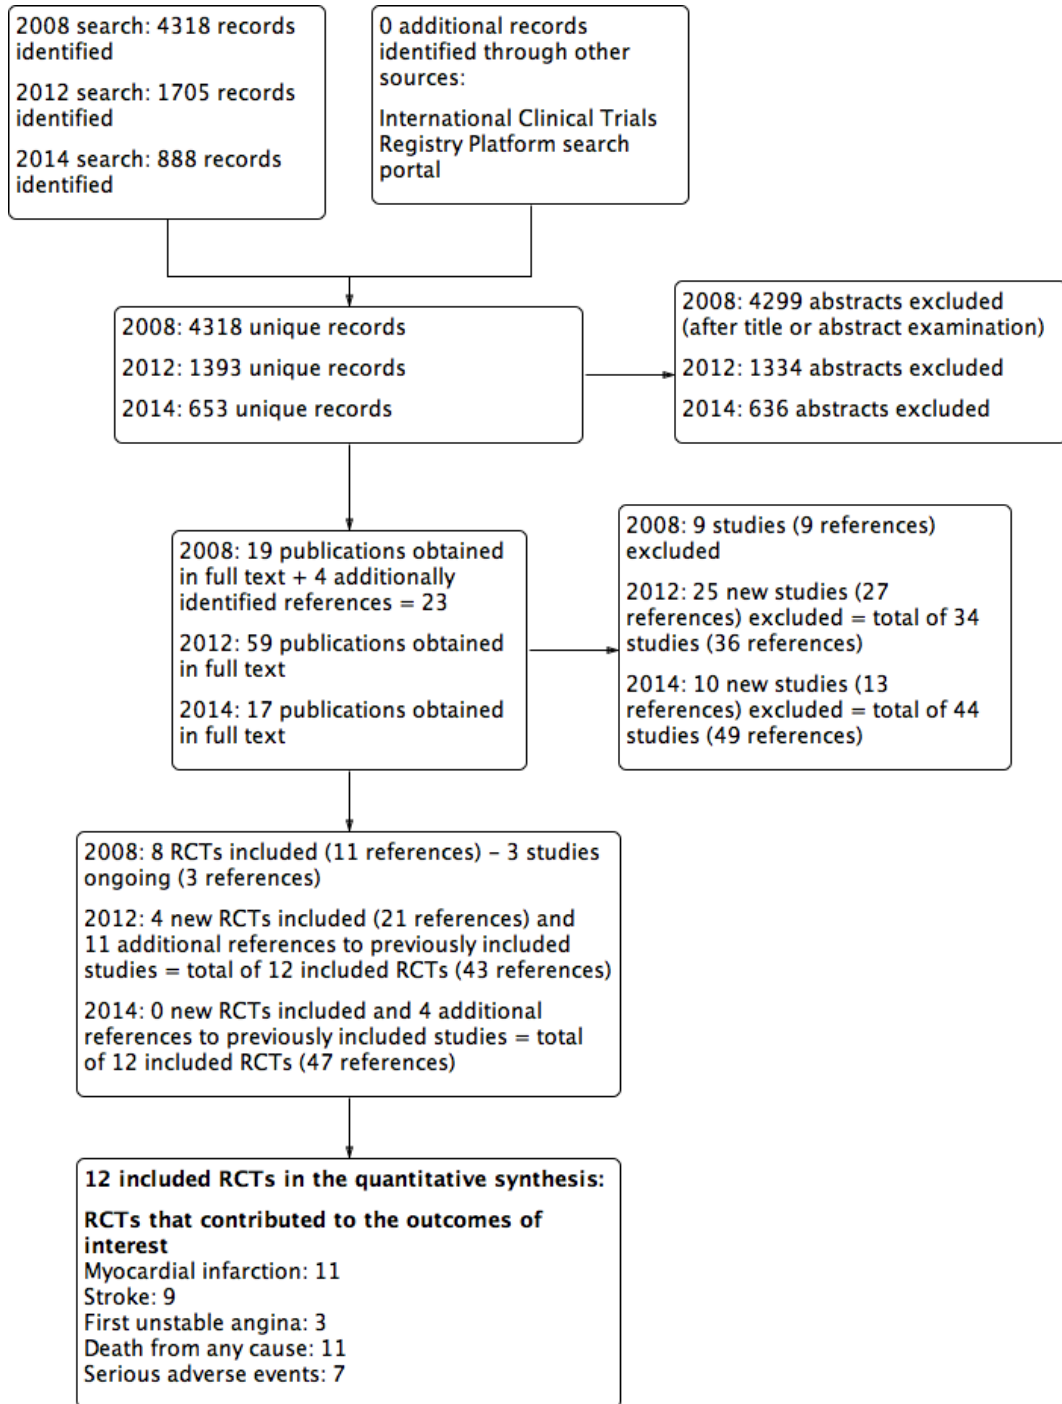 2008 search: 4318 records
identified
2012 search: 1705 records
identified
2014 search: 888 records
identified
0 additional records
identified through other
sources:
International Clinical Trials
Registry Platform search
portal
2008: 4318 unique records
2012: 1393 unique records
2014: 653 unique records
2008: 4299 abstracts excluded
(after title or abstract examination)
2012: 1334 abstracts excluded
2014: 636 abstracts excluded
2008: 19 publications obtained
in full text + 4 additionally
identified references = 23
2012: 59 publications obtained
in full text
2014: 17 publications obtained
in full text
2008: 9 studies (9 references)
excluded
2012: 25 new studies (27
references) excluded = total of 34
studies (36 references)
2014: 10 new studies (13
references) excluded = total of 44
studies (49 references)
2008: 8 RCTs included (11 references) – 3 studies
ongoing (3 references)
2012: 4 new RCTs included (21 references) and
11 additional references to previously included
studies = total of 12 included RCTs (43 references)
2014: 0 new RCTs included and 4 additional
references to previously included studies = total
of 12 included RCTs (47 references)
12 included RCTs in the quantitative synthesis:
RCTs that contributed to the outcomes of
interest
Myocardial infarction: 11
Stroke: 9
First unstable angina: 3
Death from any cause: 11
Serious adverse events: 7